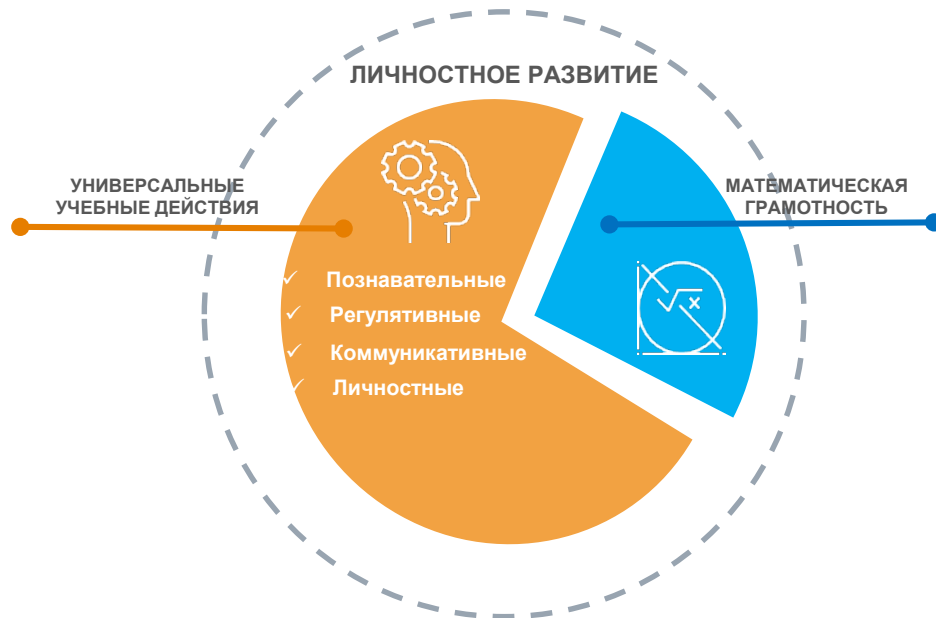 ЛИЧНОСТНОЕ РАЗВИТИЕ
УНИВЕРСАЛЬНЫЕ
УЧЕБНЫЕ ДЕЙСТВИЯ
МАТЕМАТИЧЕСКАЯ
ГРАМОТНОСТЬ
✓ Познавательные
✓ Регулятивные
✓ Коммуникативные
✓ Личностные
√x